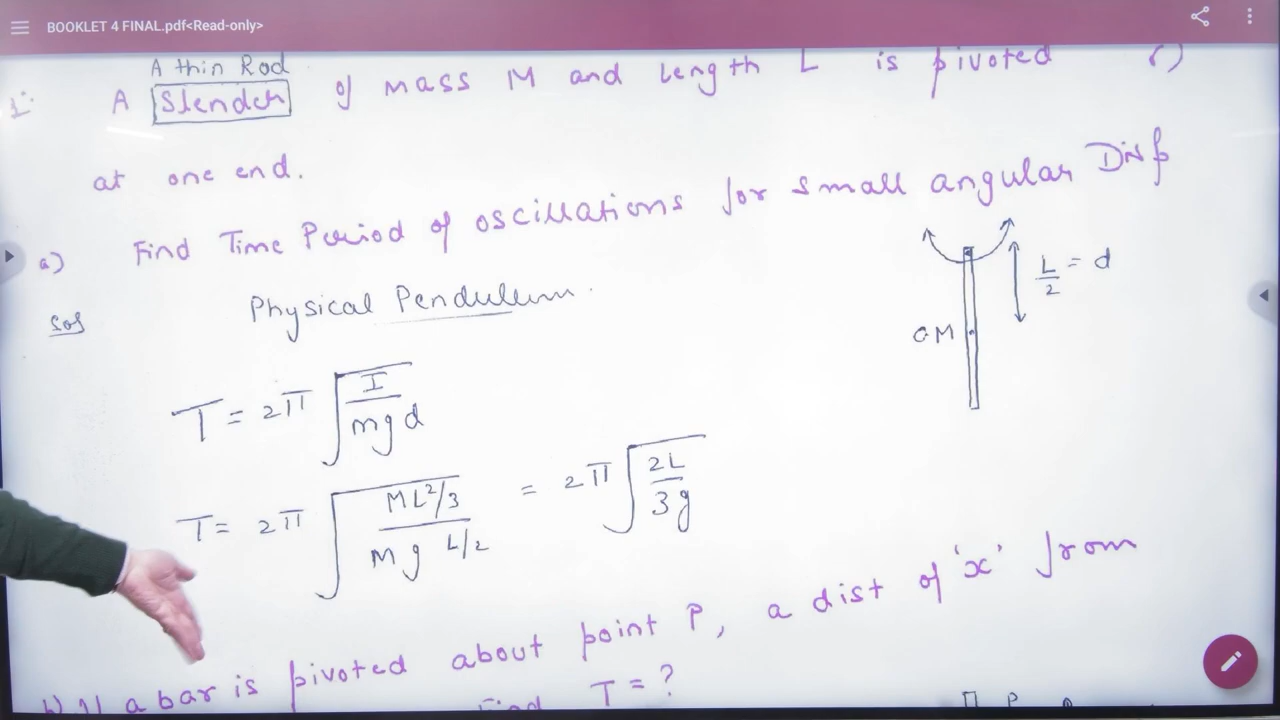 BOOKLET 4 FINAL.pdf<Read-only>
A thin Rod
1. A Slender of mass M and length L is pivoted
at one end.
a) Find Time Period of oscillations for small angular Disp
L/2 = d
Sol Physical Pendulum.
CM
T = 2π √(I/mgd)
T = 2π √((ML²/3)/(Mg L/2)) = 2π √(2L/3g)
b) If a bar is pivoted about point P, a dist of 'x' from
Find T = ?
P